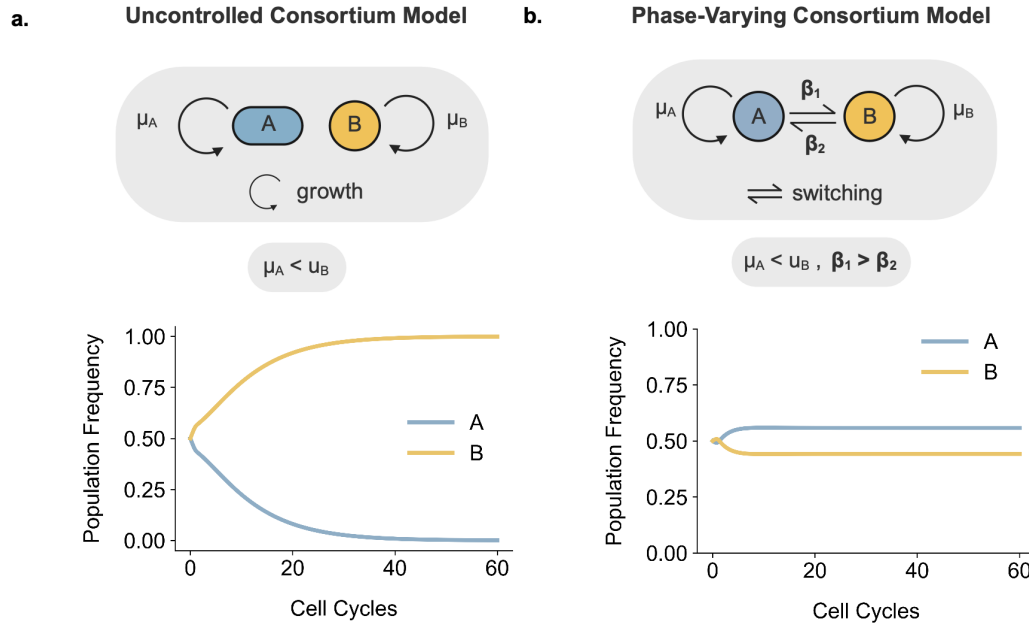 a.
Uncontrolled Consortium Model
μA
A
B
μB
growth
μA < uB
1.00
0.75
0.50
0.25
0.00
Population Frequency
A
B
0
20
40
60
Cell Cycles
b.
Phase-Varying Consortium Model
μA
A
β1
β2
B
μB
switching
μA < uB , β1 > β2
1.00
0.75
0.50
0.25
0.00
Population Frequency
A
B
0
20
40
60
Cell Cycles